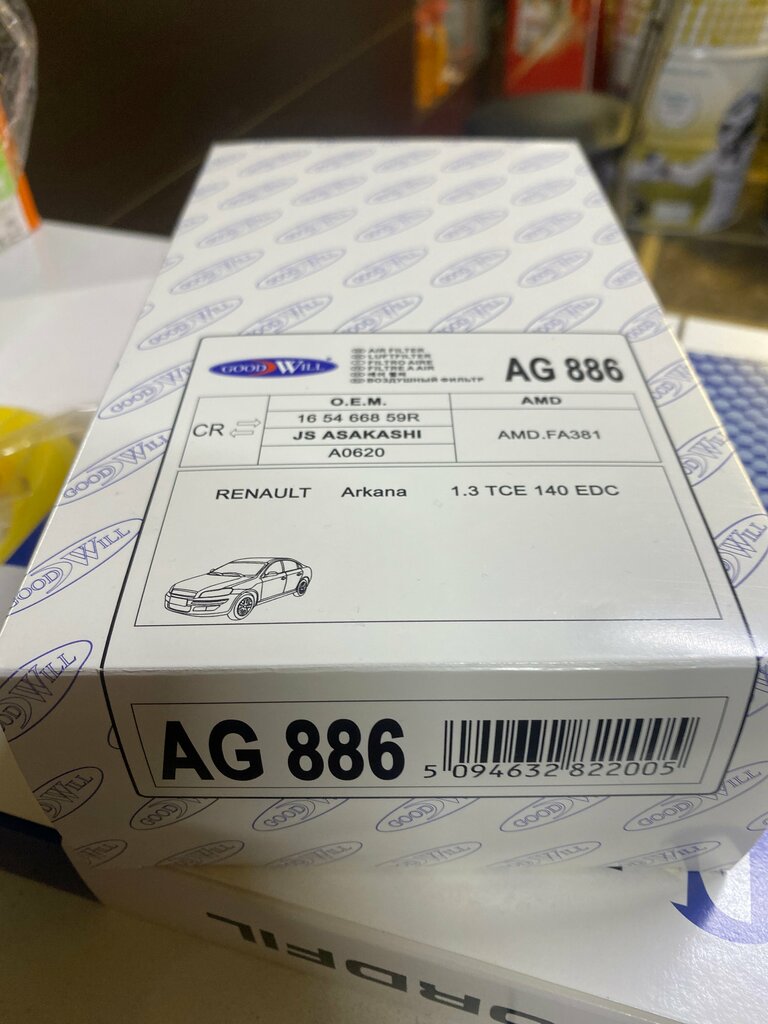 GOOD WILL
AIR FILTER
LUFTFILTER
FILTRO AIRE
FILTRE A AIR
ВОЗДУШНЫЙ ФИЛЬТР
AG 886
CR
O.E.M.
16 54 668 59R
JS ASAKASHI
A0620
AMD
AMD.FA381
RENAULT Arkana 1.3 TCE 140 EDC
AG 886
5 094632 822005